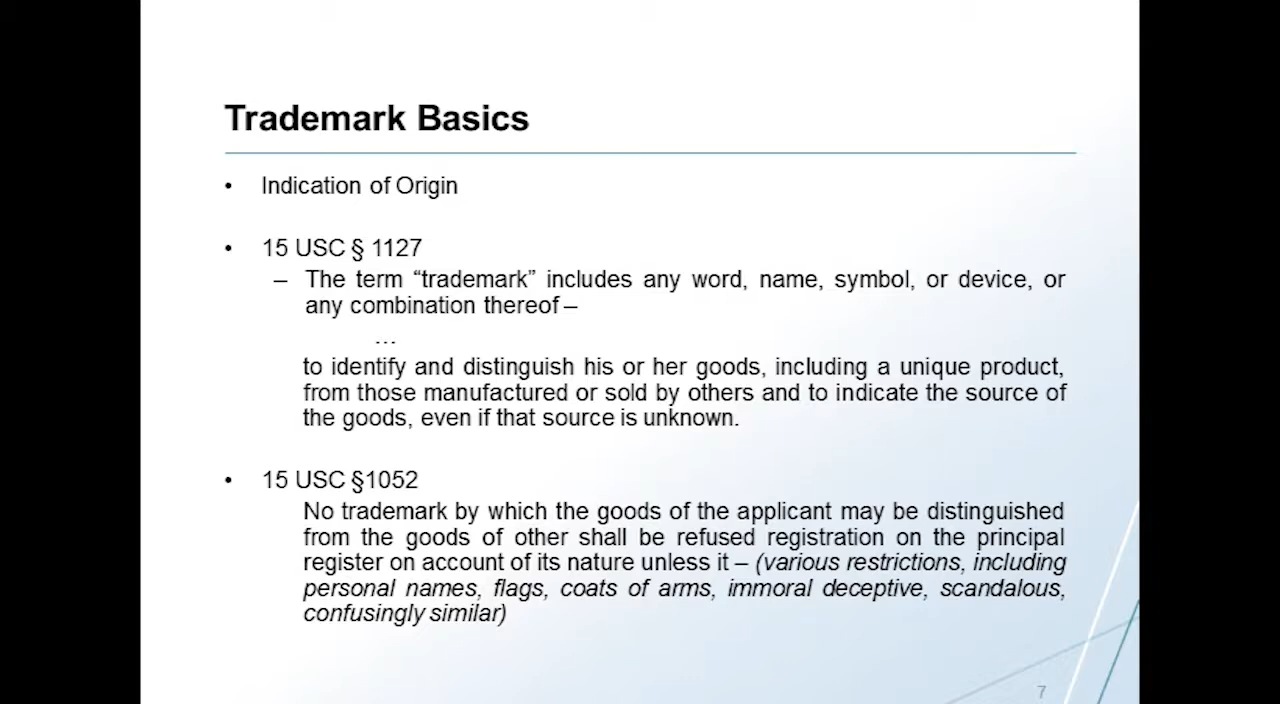 Trademark Basics
• Indication of Origin
• 15 USC § 1127
– The term “trademark” includes any word, name, symbol, or device, or
any combination thereof –
…
to identify and distinguish his or her goods, including a unique product,
from those manufactured or sold by others and to indicate the source of
the goods, even if that source is unknown.
• 15 USC §1052
No trademark by which the goods of the applicant may be distinguished
from the goods of other shall be refused registration on the principal
register on account of its nature unless it – (various restrictions, including
personal names, flags, coats of arms, immoral deceptive, scandalous,
confusingly similar)
7